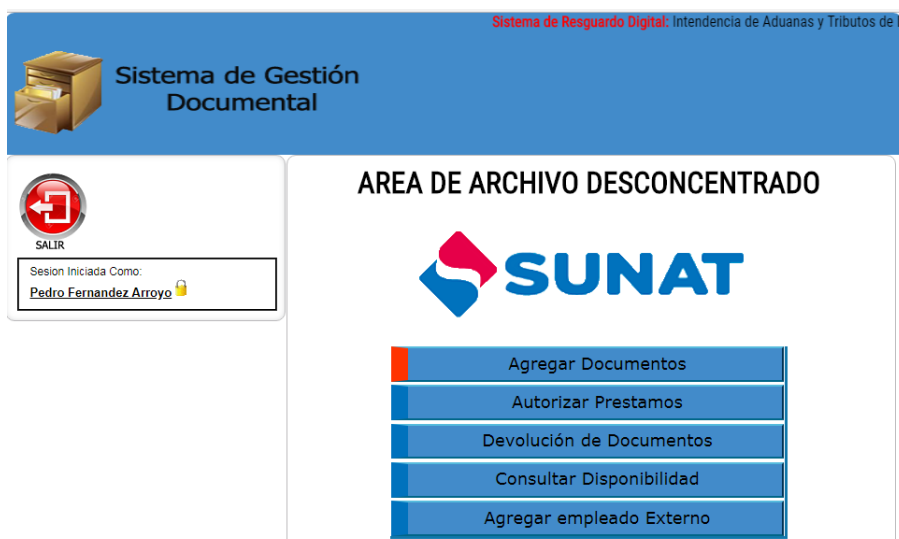 Sistema de Resguardo Digital: Intendencia de Aduanas y Tributos de
Sistema de Gestión
Documental
SALIR
Sesion Iniciada Como:
Pedro Fernandez Arroyo
AREA DE ARCHIVO DESCONCENTRADO
SUNAT
Agregar Documentos
Autorizar Prestamos
Devolución de Documentos
Consultar Disponibilidad
Agregar empleado Externo